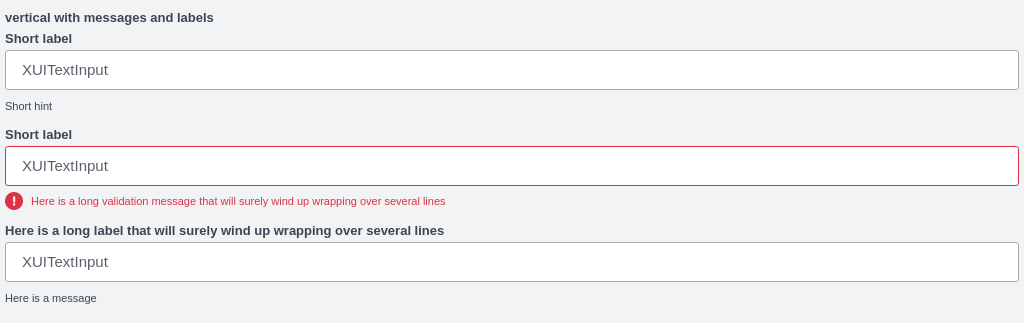 vertical with messages and labels
Short label
XUITextInput
Short hint
Short label
XUITextInput
Here is a long validation message that will surely wind up wrapping over several lines
Here is a long label that will surely wind up wrapping over several lines
XUITextInput
Here is a message